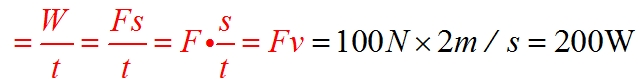 = W/t = Fs/t = F • s/t = Fv = 100N × 2m / s = 200W